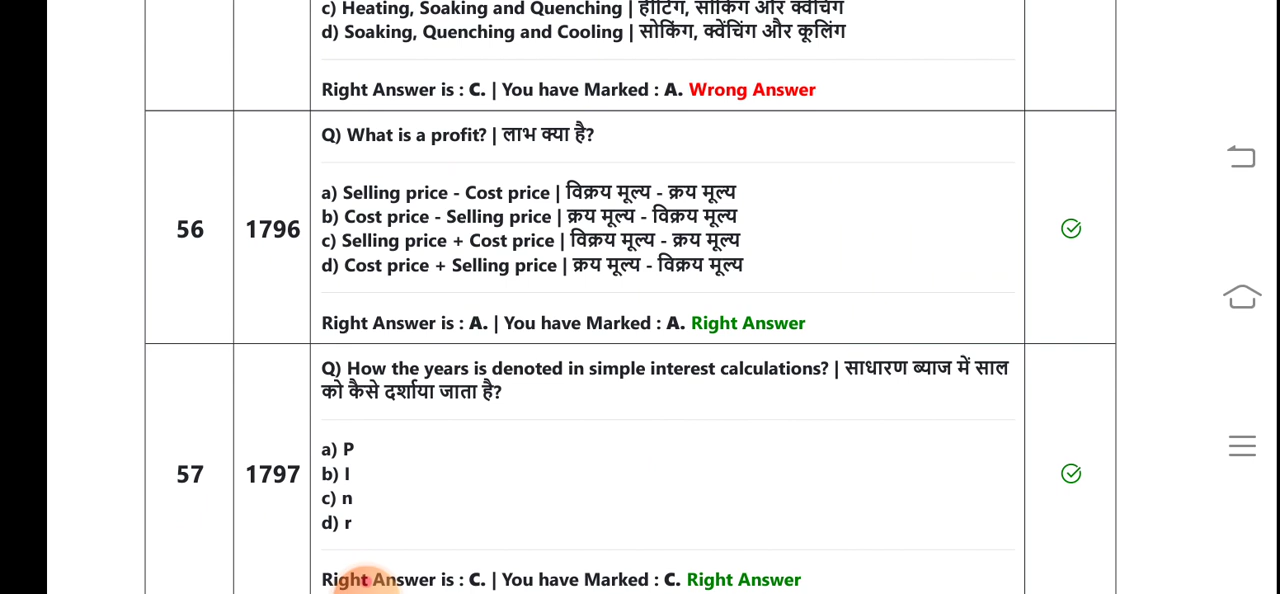 c) Heating, Soaking and Quenching | हीटिंग, सोकिंग और क्वेंचिंग
d) Soaking, Quenching and Cooling | सोकिंग, क्वेंचिंग और कूलिंग
Right Answer is : C. | You have Marked : A. Wrong Answer
56
1796
Q) What is a profit? | लाभ क्या है?
a) Selling price - Cost price | विक्रय मूल्य - क्रय मूल्य
b) Cost price - Selling price | क्रय मूल्य - विक्रय मूल्य
c) Selling price + Cost price | विक्रय मूल्य - क्रय मूल्य
d) Cost price + Selling price | क्रय मूल्य - विक्रय मूल्य
Right Answer is : A. | You have Marked : A. Right Answer
57
1797
Q) How the years is denoted in simple interest calculations? | साधारण ब्याज में साल
को कैसे दर्शाया जाता है?
a) P
b) I
c) n
d) r
Right Answer is : C. | You have Marked : C. Right Answer